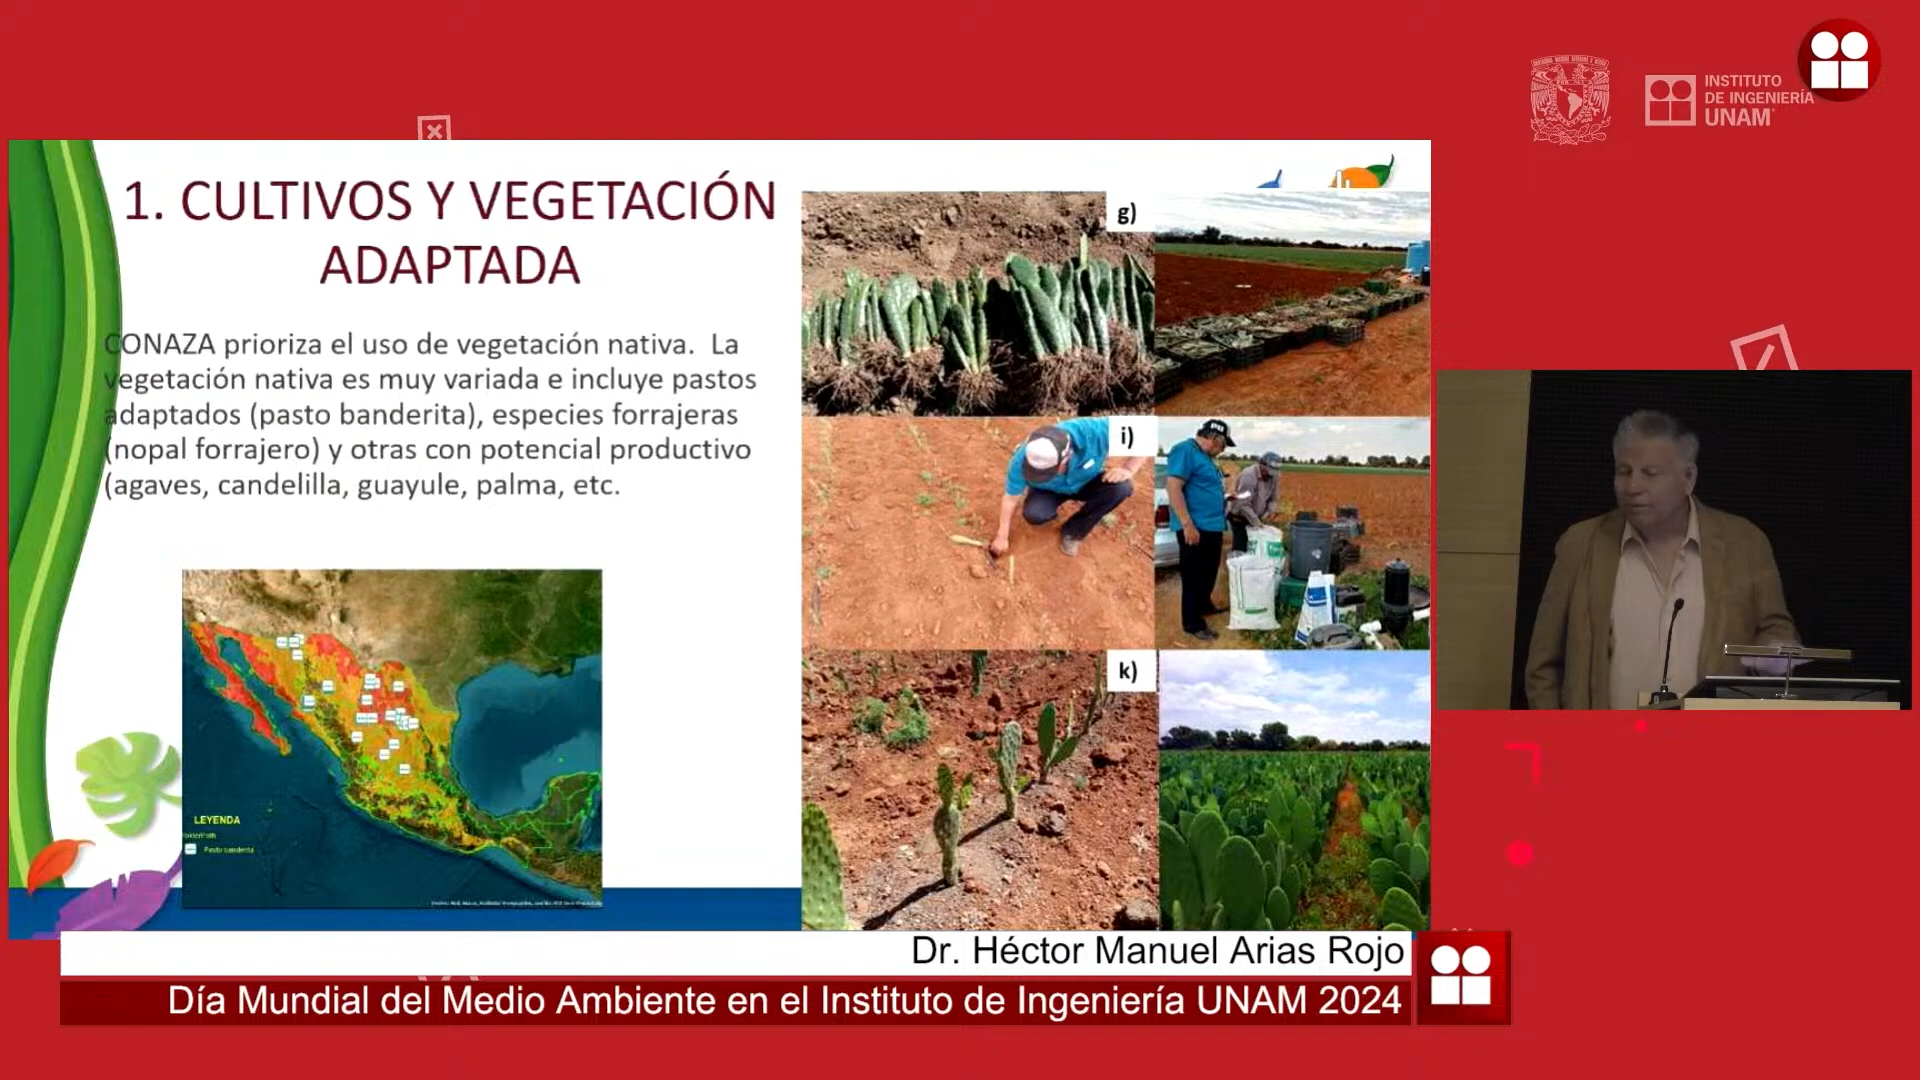 INSTITUTO
DE INGENIERÍA
UNAM
1. CULTIVOS Y VEGETACIÓN
ADAPTADA
CONAZA prioriza el uso de vegetación nativa. La
vegetación nativa es muy variada e incluye pastos
adaptados (pasto banderita), especies forrajeras
(nopal forrajero) y otras con potencial productivo
(agaves, candelilla, guayule, palma, etc.
g)
i)
k)
LEYENDA
Pasto banderita
Dr. Héctor Manuel Arias Rojo
Día Mundial del Medio Ambiente en el Instituto de Ingeniería UNAM 2024